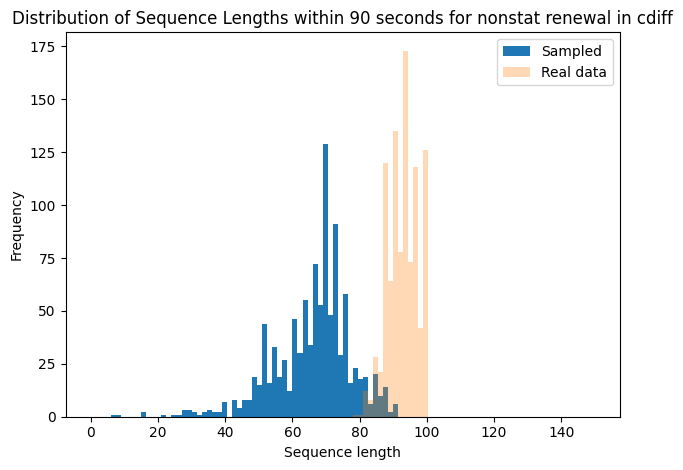 Distribution of Sequence Lengths within 90 seconds for nonstat renewal in cdiff
Sampled
Real data
175
150
125
100
75
50
25
0
Frequency
0 20 40 60 80 100 120 140
Sequence length